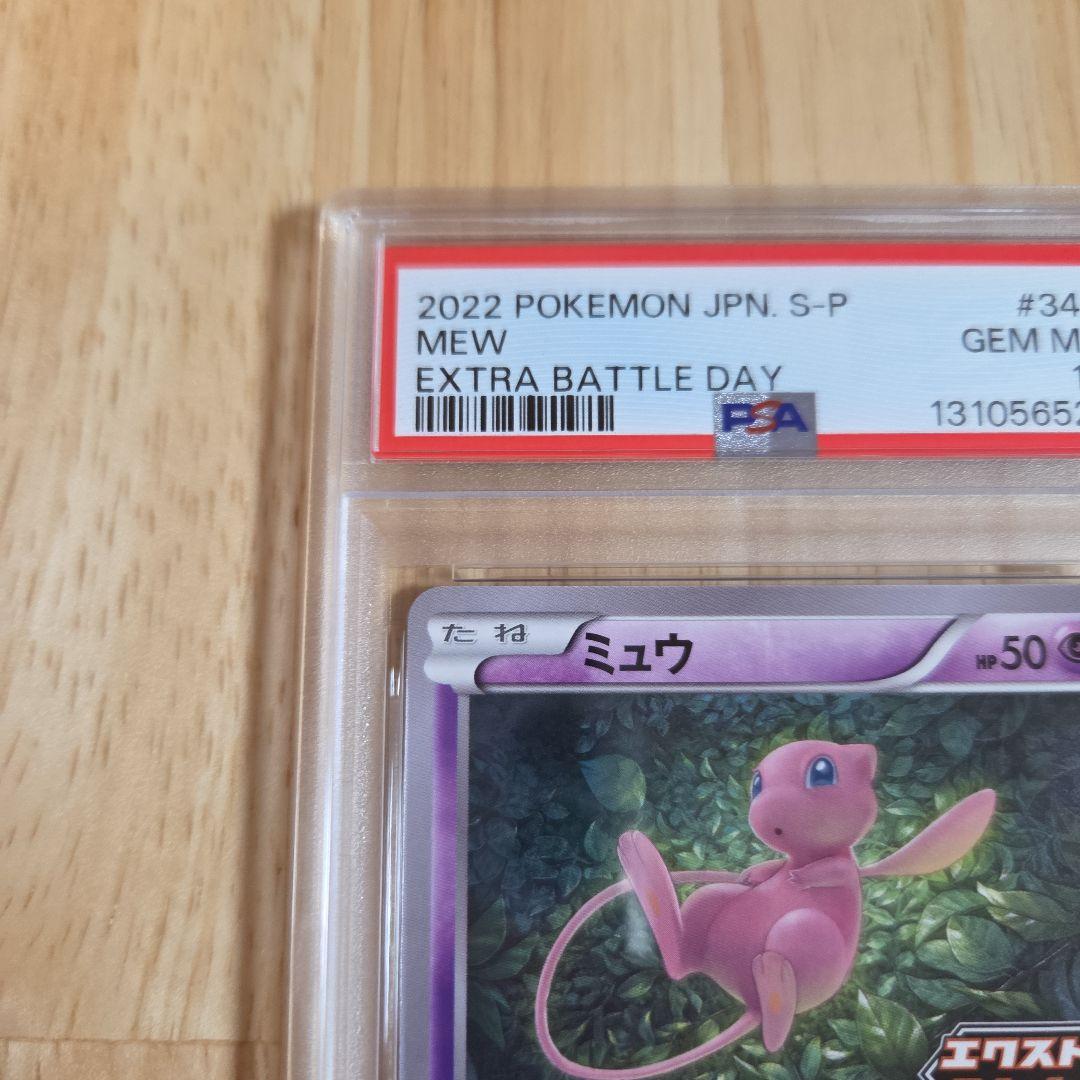 2022 POKEMON JPN. S-P #34
MEW GEM M
EXTRA BATTLE DAY 1
PSA 13105652
たね ミュウ HP50
エクスト